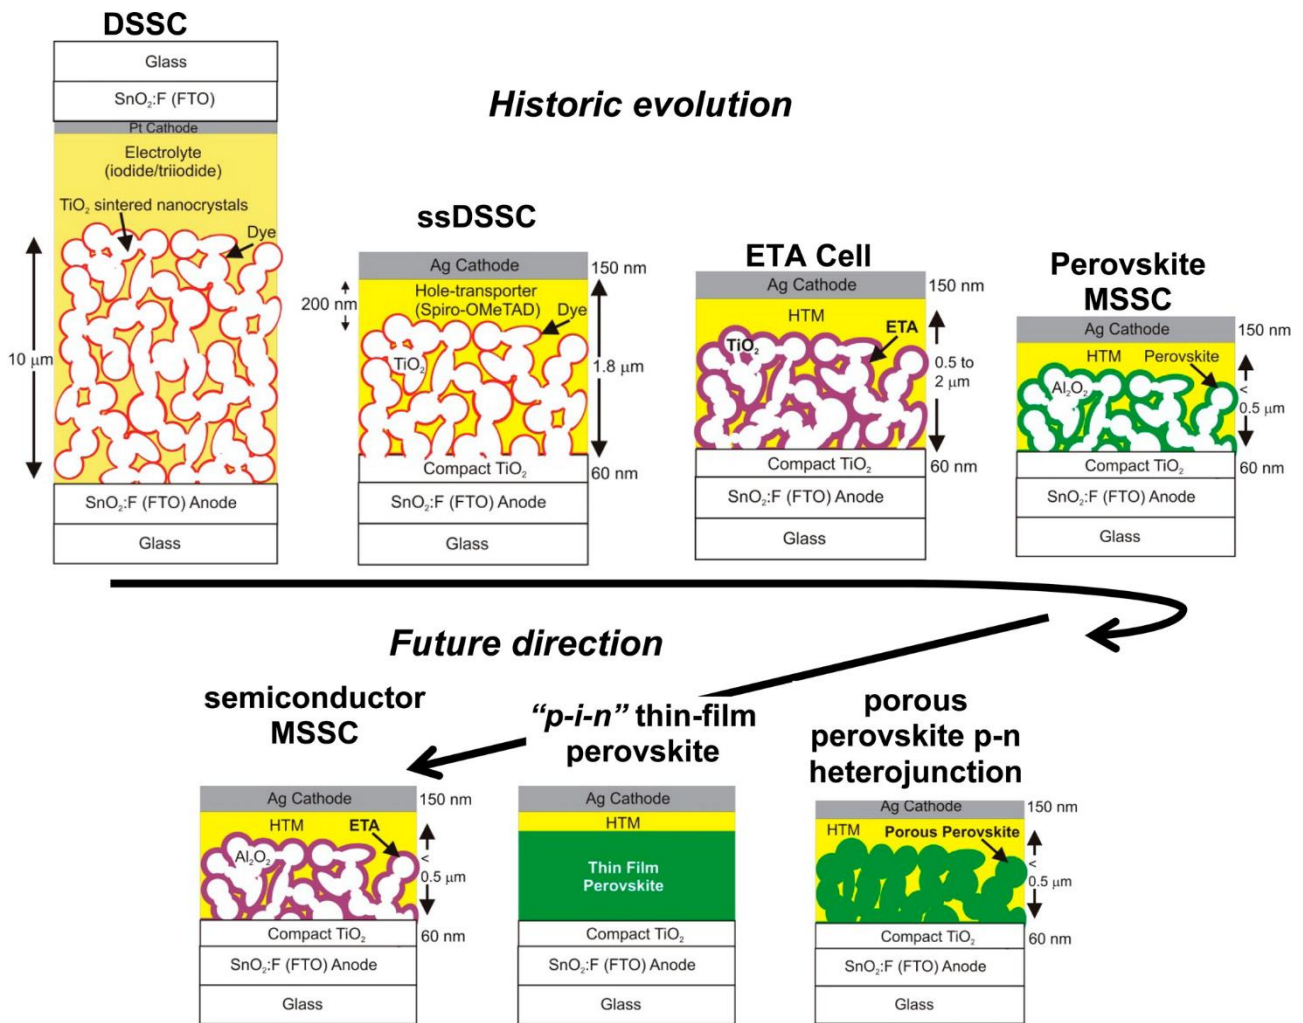 DSSC
Glass
SnO₂:F (FTO)
Pt Cathode
Electrolyte
(iodide/triiodide)
TiO₂ sintered nanocrystals
Dye
10 μm
SnO₂:F (FTO) Anode
Glass
Historic evolution
ssDSSC
Ag Cathode
150 nm
200 nm
Hole-transporter
(Spiro-OMeTAD)
Dye
TiO₂
1.8 μm
Compact TiO₂
60 nm
SnO₂:F (FTO) Anode
Glass
ETA Cell
Ag Cathode
150 nm
HTM
ETA
TiO₂
0.5 to
2 μm
Compact TiO₂
60 nm
SnO₂:F (FTO) Anode
Glass
Perovskite
MSSC
Ag Cathode
150 nm
HTM
Perovskite
Al₂O₃
<
0.5 μm
Compact TiO₂
60 nm
SnO₂:F (FTO) Anode
Glass
Future direction
semiconductor
MSSC
Ag Cathode
150 nm
HTM
ETA
Al₂O₃
<
0.5 μm
Compact TiO₂
60 nm
SnO₂:F (FTO) Anode
Glass
“p-i-n” thin-film
perovskite
Ag Cathode
HTM
Thin Film
Perovskite
Compact TiO₂
SnO₂:F (FTO) Anode
Glass
porous
perovskite p-n
heterojunction
Ag Cathode
150 nm
HTM
Porous Perovskite
<
0.5 μm
Compact TiO₂
60 nm
SnO₂:F (FTO) Anode
Glass